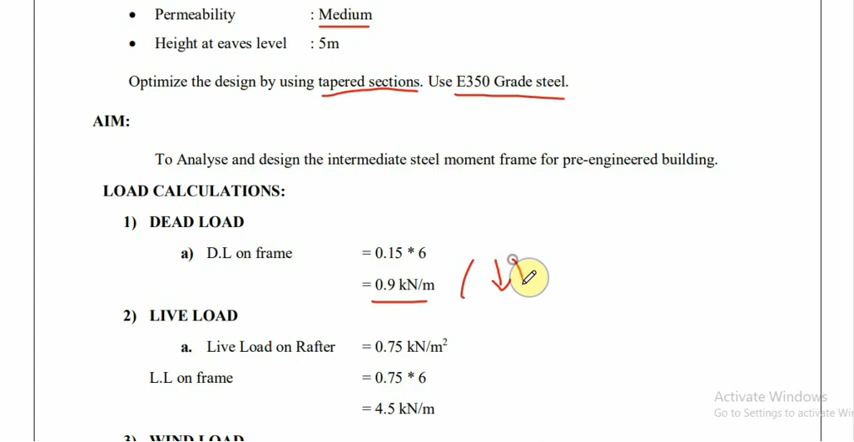 • Permeability : Medium
• Height at eaves level : 5m
Optimize the design by using tapered sections. Use E350 Grade steel.
AIM:
To Analyse and design the intermediate steel moment frame for pre-engineered building.
LOAD CALCULATIONS:
1) DEAD LOAD
a) D.L on frame = 0.15 * 6
= 0.9 kN/m
2) LIVE LOAD
a. Live Load on Rafter = 0.75 kN/m²
L.L on frame = 0.75 * 6
= 4.5 kN/m
3) WIND LOAD
Activate Windows
Go to Settings to activate Wi